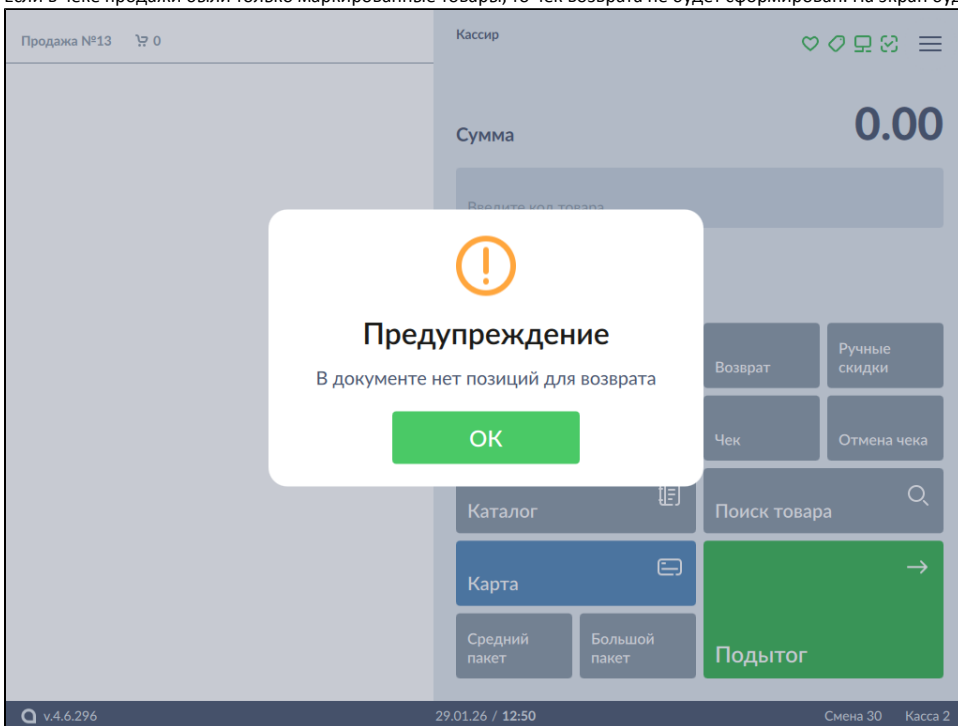 Если в чеке продажи были только маркированные товары, то чек возврата не будет сформирован. На экран буд
Продажа №13 0
Кассир
Сумма
0.00
Введите код товара
Предупреждение
В документе нет позиций для возврата
ОК
Возврат
Ручные
скидки
Чек
Отмена чека
Каталог
Поиск товара
Карта
Средний
пакет
Большой
пакет
Подытог
v.4.6.296
29.01.26 / 12:50
Смена 30
Касса 2